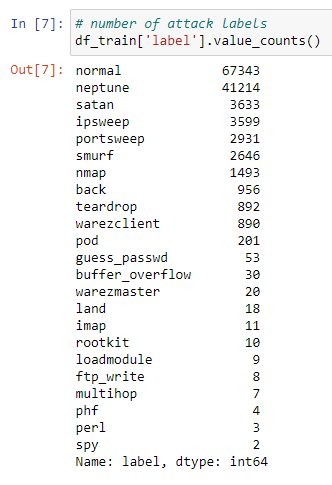 In [7]: # number of attack labels
df_train['label'].value_counts()
Out[7]: normal 67343
neptune 41214
satan 3633
ipsweep 3599
portsweep 2931
smurf 2646
nmap 1493
back 956
teardrop 892
warezclient 890
pod 201
guess_passwd 53
buffer_overflow 30
warezmaster 20
land 18
imap 11
rootkit 10
loadmodule 9
ftp_write 8
multihop 7
phf 4
perl 3
spy 2
Name: label, dtype: int64